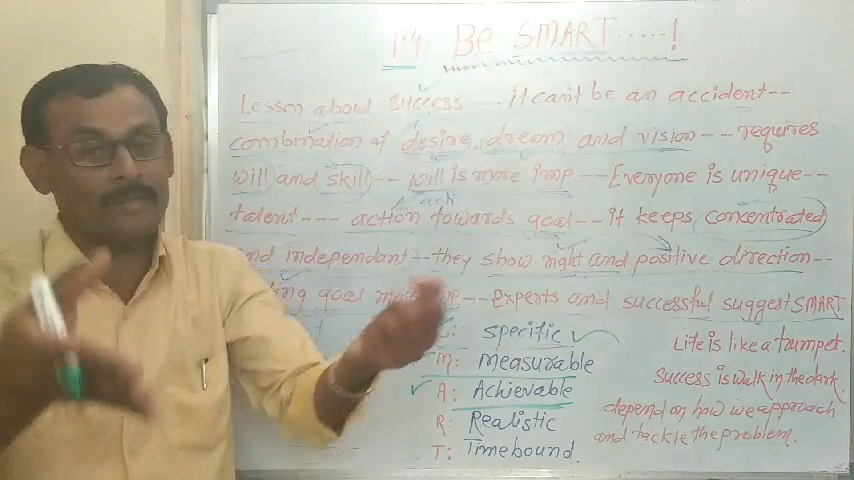 1.4 Be SMART.....!
Lesson about success ... it can't be an accident--
combination of desire, dream and vision -- requires
will and skill -- will is more imp -- Everyone is unique--
ach
talent --- action towards goal -- it keeps concentrated
and independant -- they show right and positive direction --
goal -- experts and successful suggest SMART
S: specific
M: measurable
A: Achievable
R: Realistic
T: Timebound.
Life is like a trumpet.
Success is walk in the dark.
depend on how we approach
and tackle the problem.